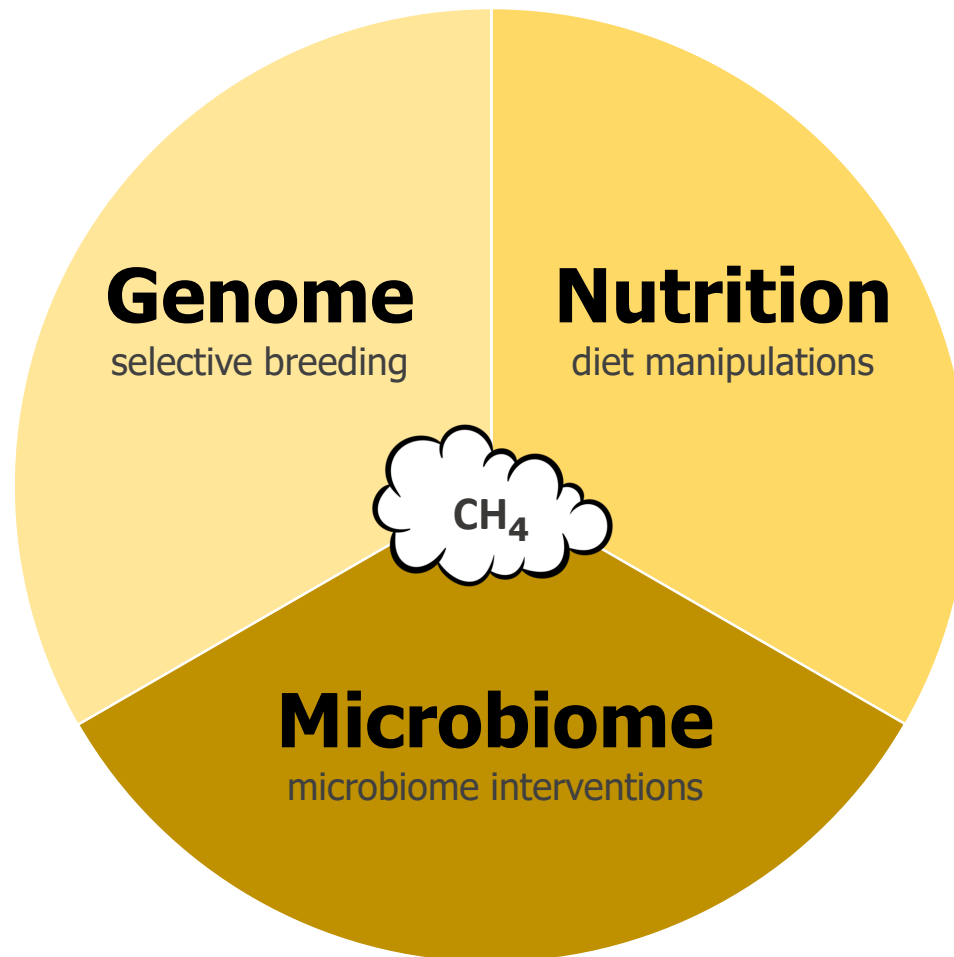 Genome
selective breeding
Nutrition
diet manipulations
CH₄
Microbiome
microbiome interventions